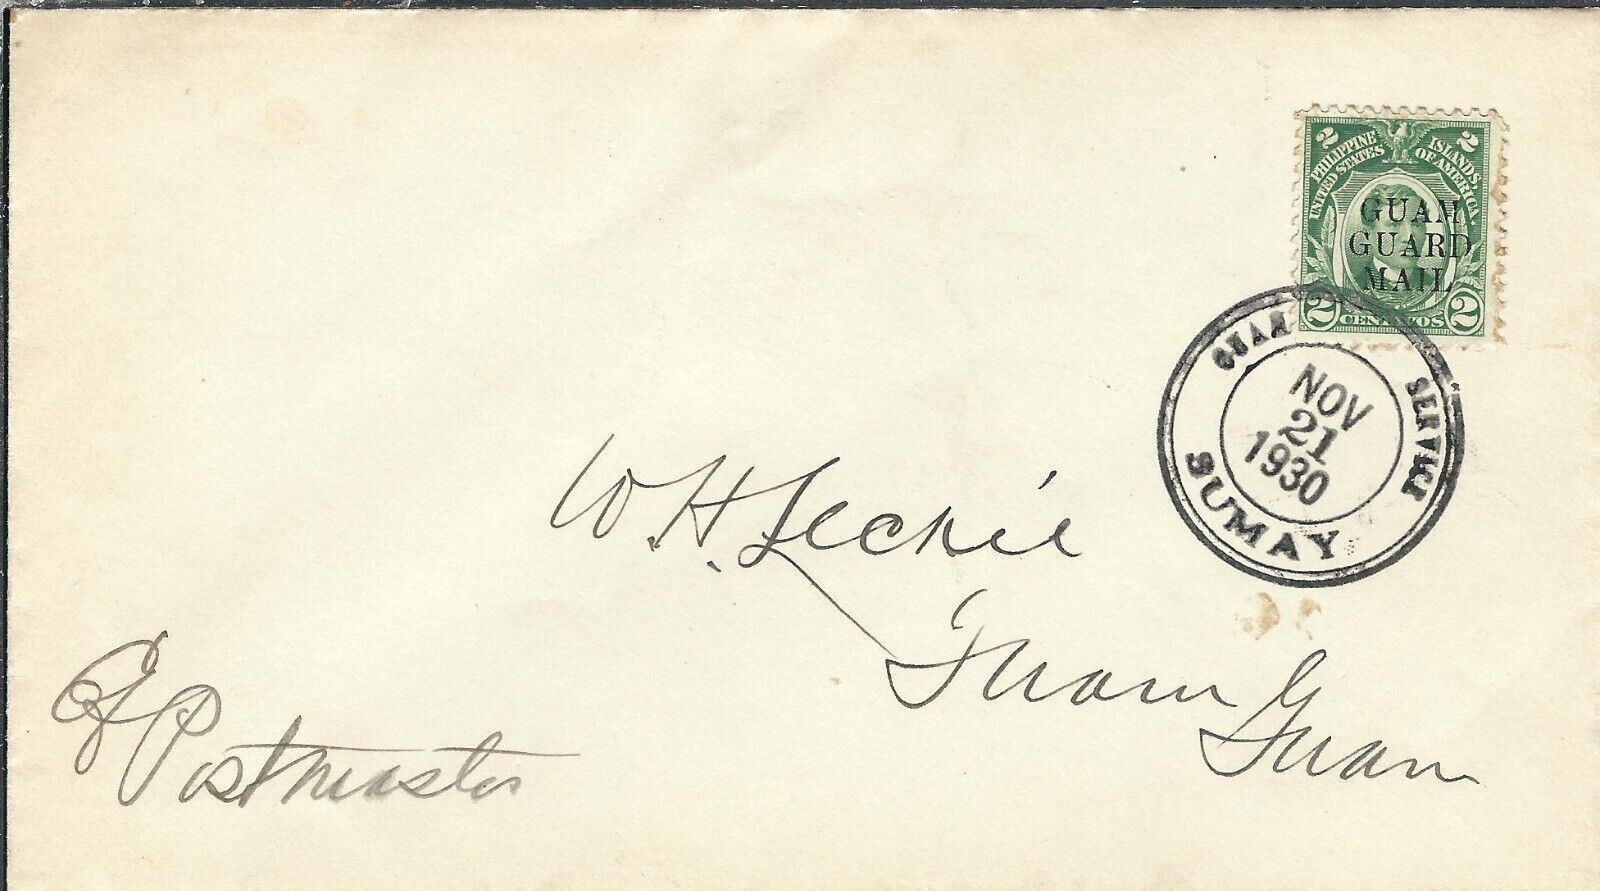 2 2
PHILIPPINE ISLANDS,
UNITED STATES OF AMERICA.
GUAM
GUARD
MAIL
2 CENTAVOS 2
GUAM SERVICE
NOV
21
1930
SUMAY
W. H. Leckie
Guam
Guam
Postmaster